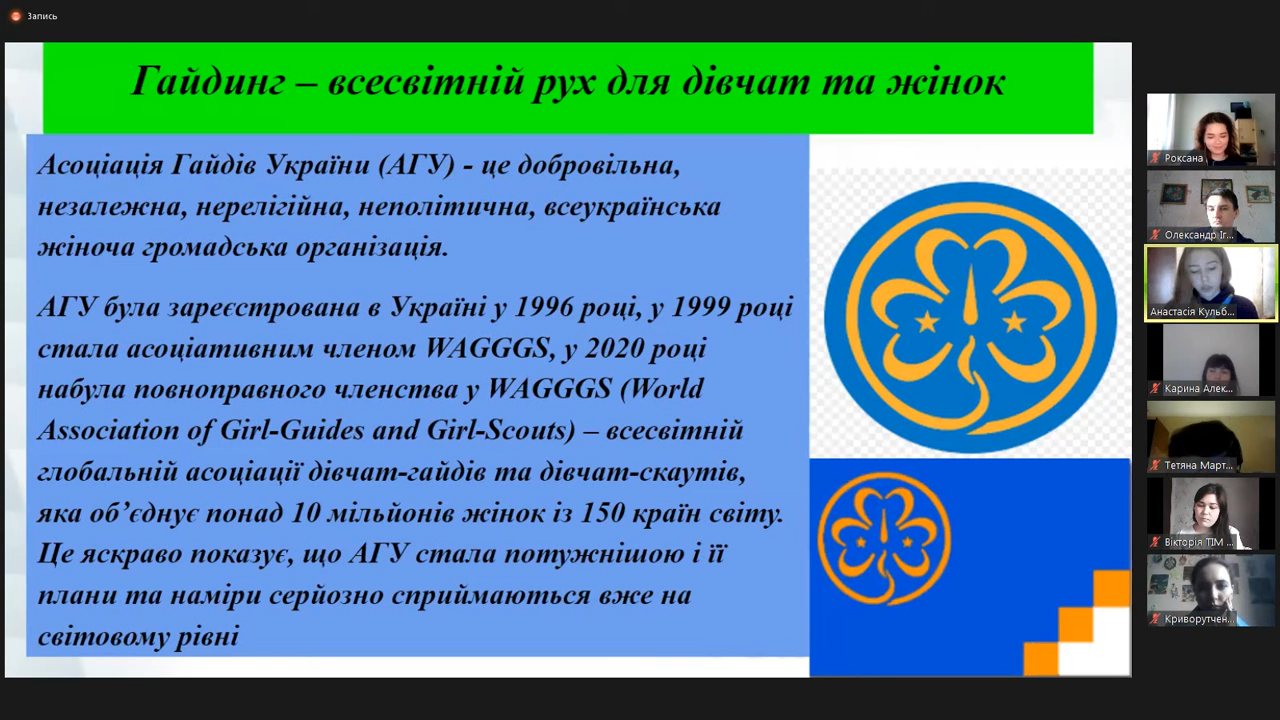 Запись
Гайдинг – всесвітній рух для дівчат та жінок
Асоціація Гайдів України (АГУ) - це добровільна,
незалежна, нерелігійна, неполітична, всеукраїнська
жіноча громадська організація.
АГУ була зареєстрована в Україні у 1996 році, у 1999 році
стала асоціативним членом WAGGGS, у 2020 році
набула повноправного членства у WAGGGS (World
Association of Girl-Guides and Girl-Scouts) – всесвітній
глобальній асоціації дівчат-гайдів та дівчат-скаутів,
яка об’єднує понад 10 мільйонів жінок із 150 країн світу.
Це яскраво показує, що АГУ стала потужнішою і її
плани та наміри серйозно сприймаються вже на
світовому рівні
Роксана
Олександр Іг...
Анастасія Кульб...
Карина Алек...
Тетяна Март...
Вікторія ТІМ ...
Криворутчен...